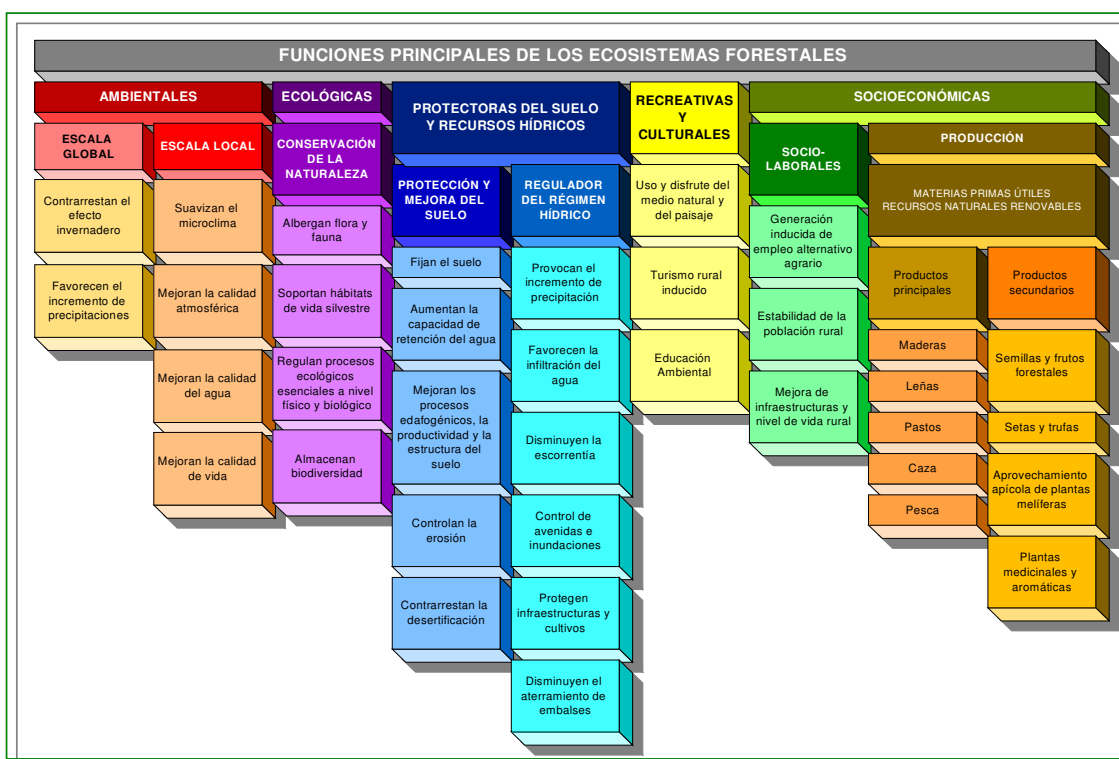 FUNCIONES PRINCIPALES DE LOS ECOSISTEMAS FORESTALES
AMBIENTALES
ESCALA
GLOBAL
Contrarrestan el
efecto
invernadero
Favorecen el
incremento de
precipitaciones
ESCALA LOCAL
Suavizan el
microclima
Mejoran la calidad
atmosférica
Mejoran la calidad
del agua
Mejoran la calidad
de vida
ECOLÓGICAS
CONSERVACIÓN
DE LA
NATURALEZA
Albergan flora y
fauna
Soportan hábitats
de vida silvestre
Regulan procesos
ecológicos
esenciales a nivel
físico y biológico
Almacenan
biodiversidad
PROTECTORAS DEL SUELO
Y RECURSOS HÍDRICOS
PROTECCIÓN Y
MEJORA DEL
SUELO
Fijan el suelo
Aumentan la
capacidad de
retención del agua
Mejoran los
procesos
edafogénicos, la
productividad y la
estructura del
suelo
Controlan la
erosión
Contrarrestan la
desertificación
REGULADOR
DEL RÉGIMEN
HÍDRICO
Provocan el
incremento de
precipitación
Favorecen la
infiltración del
agua
Disminuyen la
escorrentía
Control de
avenidas e
inundaciones
Protegen
infraestructuras y
cultivos
Disminuyen el
aterramiento de
embalses
RECREATIVAS
Y
CULTURALES
Uso y disfrute del
medio natural y
del paisaje
Turismo rural
inducido
Educación
Ambiental
SOCIOECONÓMICAS
SOCIO-
LABORALES
Generación
inducida de
empleo alternativo
agrario
Estabilidad de la
población rural
Mejora de
infraestructuras y
nivel de vida rural
PRODUCCIÓN
MATERIAS PRIMAS ÚTILES
RECURSOS NATURALES RENOVABLES
Productos
principales
Maderas
Leñas
Pastos
Caza
Pesca
Productos
secundarios
Semillas y frutos
forestales
Setas y trufas
Aprovechamiento
apícola de plantas
melíferas
Plantas
medicinales y
aromáticas